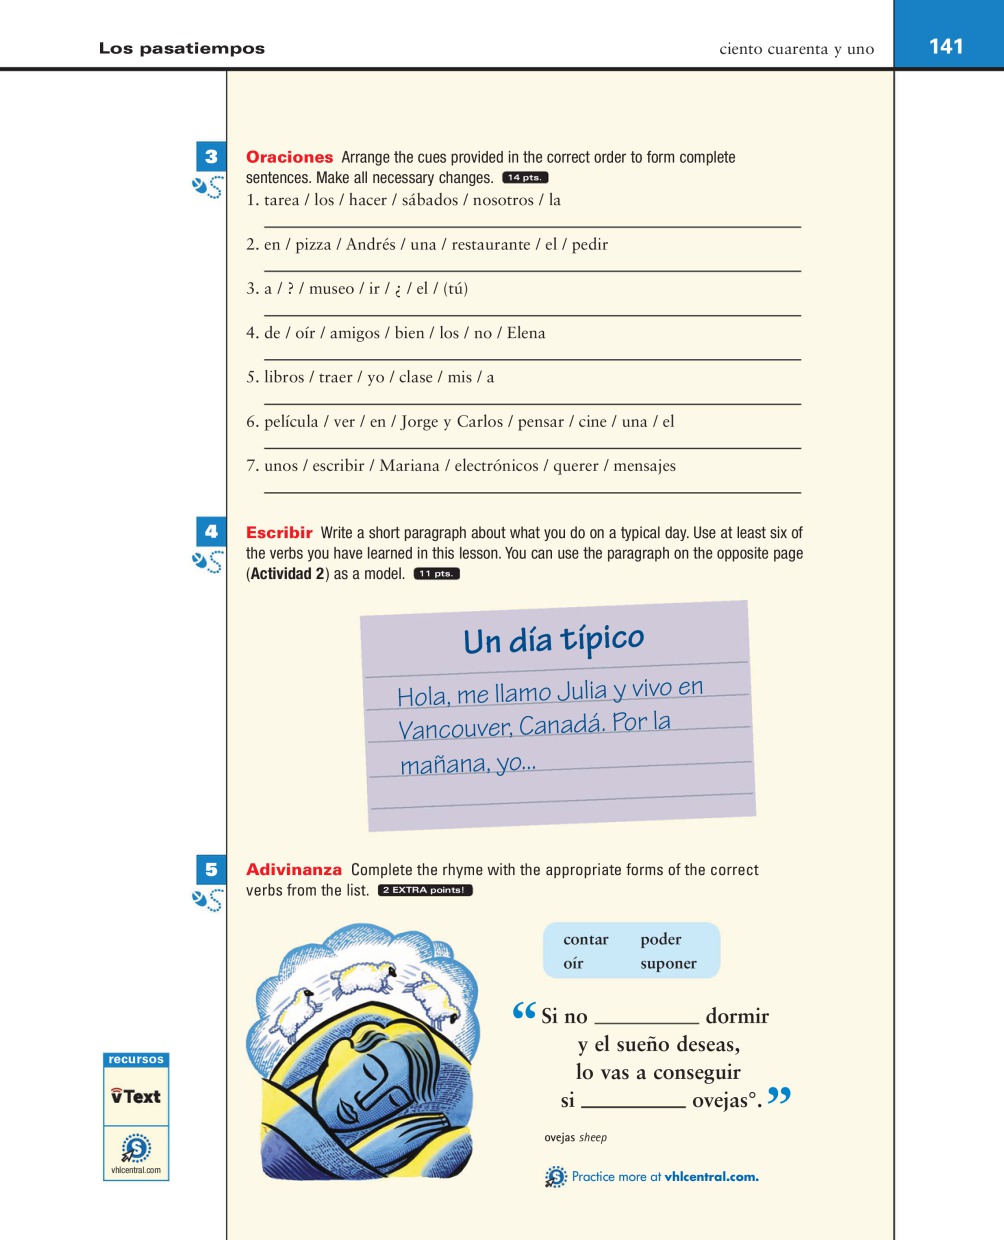 Los pasatiempos
ciento cuarenta y uno
141
3
Oraciones Arrange the cues provided in the correct order to form complete
sentences. Make all necessary changes. 14 pts.
1. tarea / los / hacer / sábados / nosotros / la
2. en / pizza / Andrés / una / restaurante / el / pedir
3. a / ? / museo / ir / ¿ / el / (tú)
4. de / oír / amigos / bien / los / no / Elena
5. libros / traer / yo / clase / mis / a
6. película / ver / en / Jorge y Carlos / pensar / cine / una / el
7. unos / escribir / Mariana / electrónicos / querer / mensajes
4
Escribir Write a short paragraph about what you do on a typical day. Use at least six of
the verbs you have learned in this lesson. You can use the paragraph on the opposite page
(Actividad 2) as a model. 11 pts.
Un día típico
Hola, me llamo Julia y vivo en
Vancouver, Canadá. Por la
mañana, yo...
5
Adivinanza Complete the rhyme with the appropriate forms of the correct
verbs from the list. 2 EXTRA points!
contar poder
oír suponer
“Si no __________ dormir
y el sueño deseas,
lo vas a conseguir
si __________ ovejas°.”
ovejas sheep
Practice more at vhlcentral.com.
recursos
vText
S
vhlcentral.com